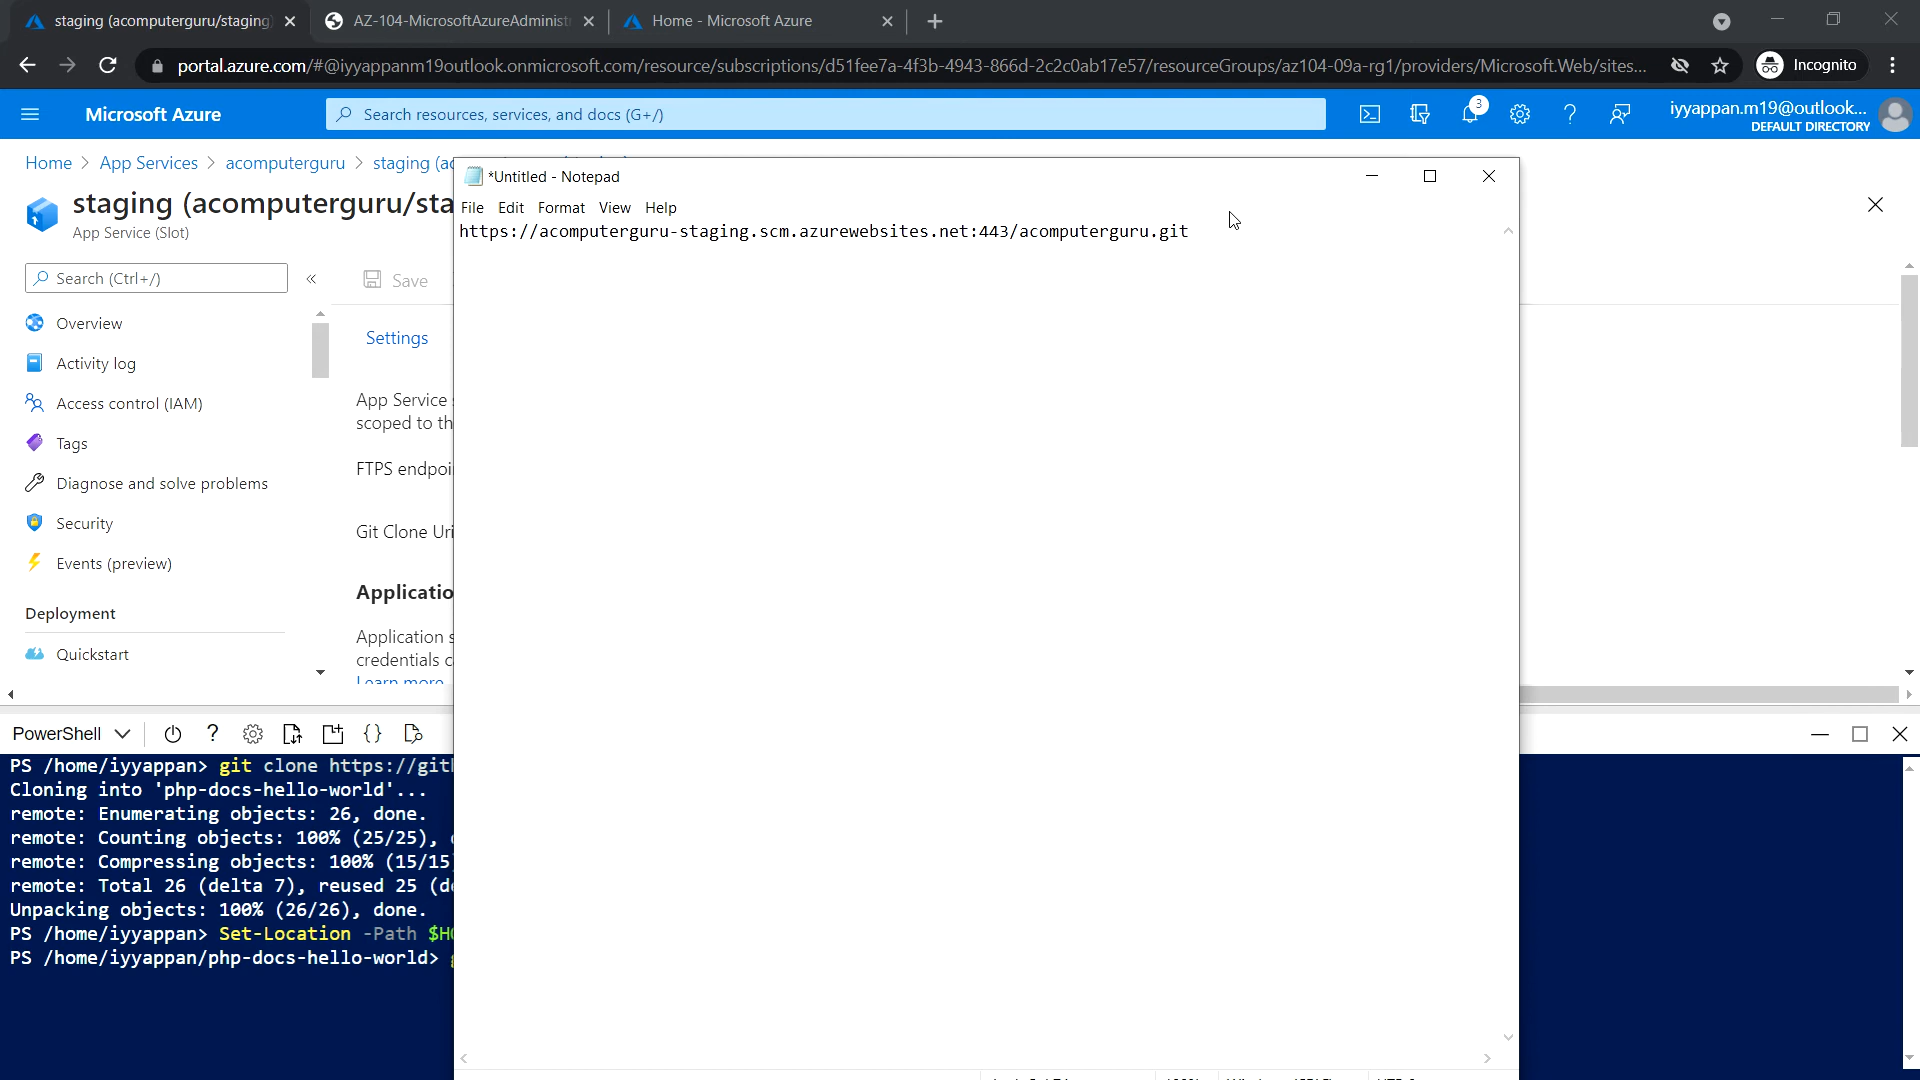 staging (acomputerguru/staging
AZ-104-MicrosoftAzureAdminist
Home - Microsoft Azure
portal.azure.com/#@iyyappanm19outlook.onmicrosoft.com/resource/subscriptions/d51fee7a-4f3b-4943-866d-2c2c0ab17e57/resourceGroups/az104-09a-rg1/providers/Microsoft.Web/sites...
Incognito
Microsoft Azure
Search resources, services, and docs (G+/)
3
iyyappan.m19@outlook...
DEFAULT DIRECTORY
Home > App Services > acomputerguru > staging (ac
staging (acomputerguru/sta
App Service (Slot)
*Untitled - Notepad
File Edit Format View Help
https://acomputerguru-staging.scm.azurewebsites.net:443/acomputerguru.git
Search (Ctrl+/)
«
Save
Overview
Activity log
Access control (IAM)
Tags
Diagnose and solve problems
Security
Events (preview)
Deployment
Quickstart
Settings
App Service
scoped to th
FTPS endpoi
Git Clone Uri
Applicatio
Application s
credentials c
Learn more
PowerShell
PS /home/iyyappan> git clone https://git
Cloning into 'php-docs-hello-world'...
remote: Enumerating objects: 26, done.
remote: Counting objects: 100% (25/25),
remote: Compressing objects: 100% (15/15
remote: Total 26 (delta 7), reused 25 (de
Unpacking objects: 100% (26/26), done.
PS /home/iyyappan> Set-Location -Path $HO
PS /home/iyyappan/php-docs-hello-world>